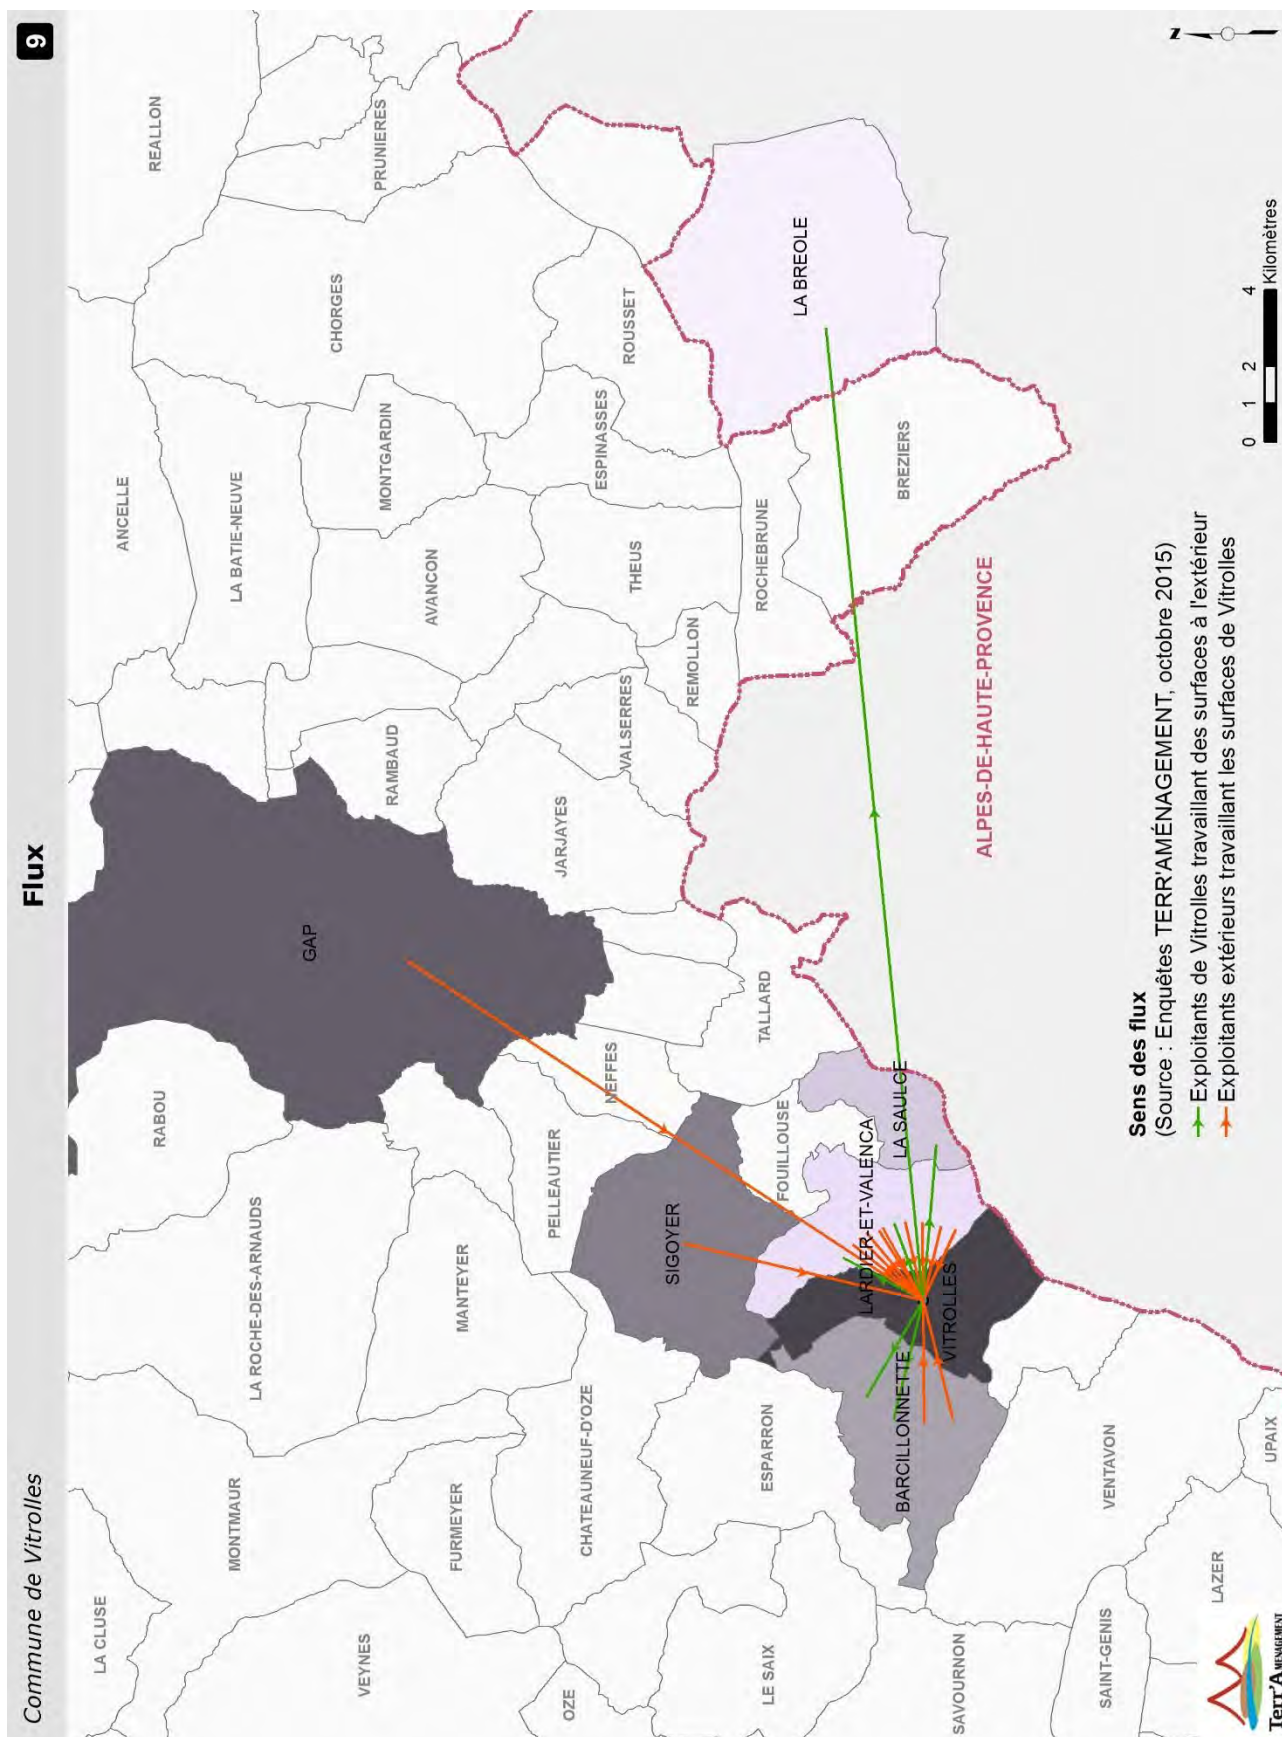 Commune de Vitrolles
Flux
9
LA CLUSE
MONTMAUR
VEYNES
FURMEYER
OZE
CHATEAUNEUF-D'OZE
LE SAIX
ESPARRON
SAVOURNON
SAINT-GENIS
LAZER
UPAIX
VENTAVON
BARCILLONNETTE
VITROLLES
LARDIER-ET-VALENCA
LA SAULCE
SIGOYER
FOUILLOUSE
PELLEAUTIER
NEFFES
MANTEYER
LA ROCHE-DES-ARNAUDS
RABOU
GAP
TALLARD
JARJAYES
RAMBAUD
VALSERRES
REMOLLON
THEUS
AVANCON
LA BATIE-NEUVE
ANCELLE
MONTGARDIN
ESPINASSES
ROCHEBRUNE
BREZIERS
ROUSSET
CHORGES
PRUNIERES
REALLON
LA BREOLE
ALPES-DE-HAUTE-PROVENCE
Sens des flux
(Source : Enquêtes TERR'AMÉNAGEMENT, octobre 2015)
Exploitants de Vitrolles travaillant des surfaces à l'extérieur
Exploitants extérieurs travaillant les surfaces de Vitrolles
0 1 2 4
Kilomètres
N
Terr'AMENAGEMENT